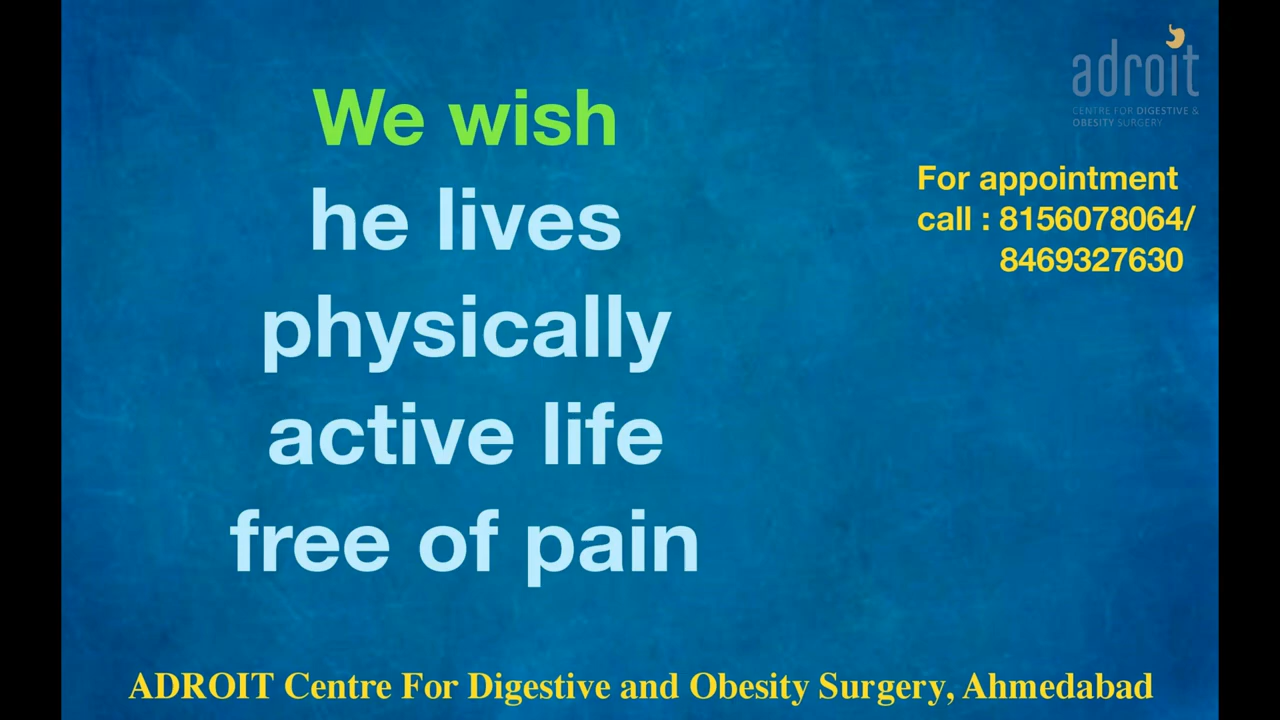 We wish
he lives
physically
active life
free of pain
adroit
CENTRE FOR DIGESTIVE &
OBESITY SURGERY
For appointment
call : 8156078064/
8469327630
ADROIT Centre For Digestive and Obesity Surgery, Ahmedabad